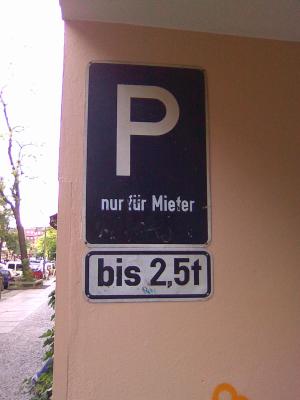 P
nur für Mieter
bis 2,5t